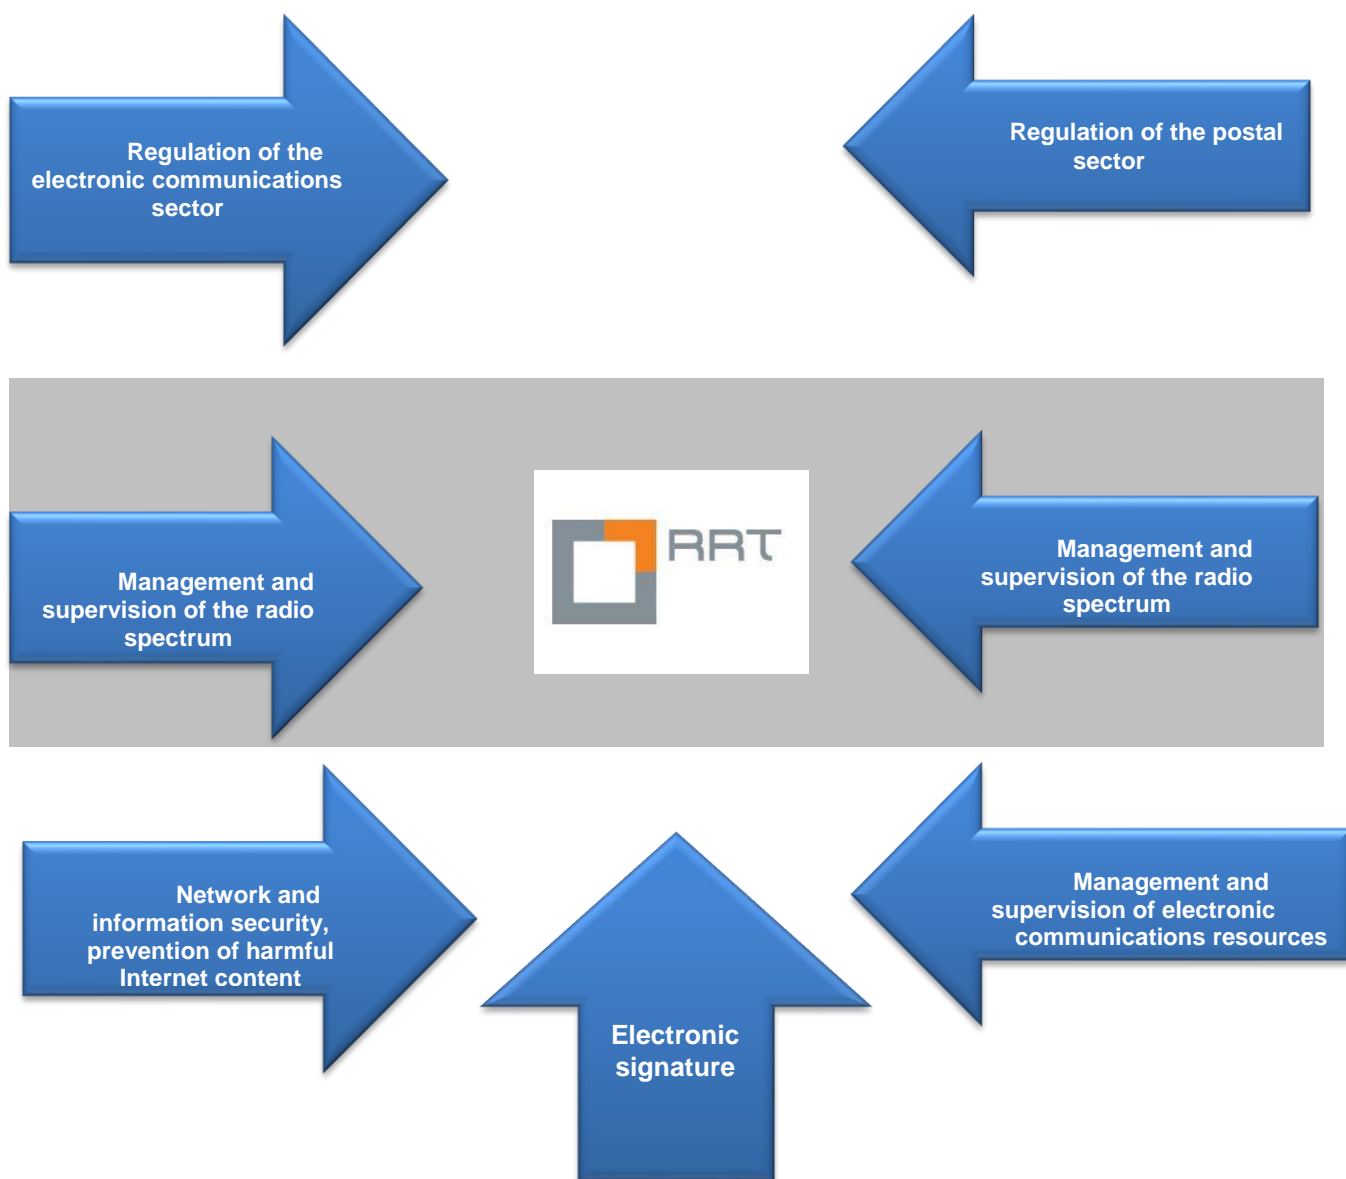 Regulation of the
electronic communications
sector
Regulation of the postal
sector
Management and
supervision of the radio
spectrum
RRT
Management and
supervision of the radio
spectrum
Network and
information security,
prevention of harmful
Internet content
Electronic
signature
Management and
supervision of electronic
communications resources